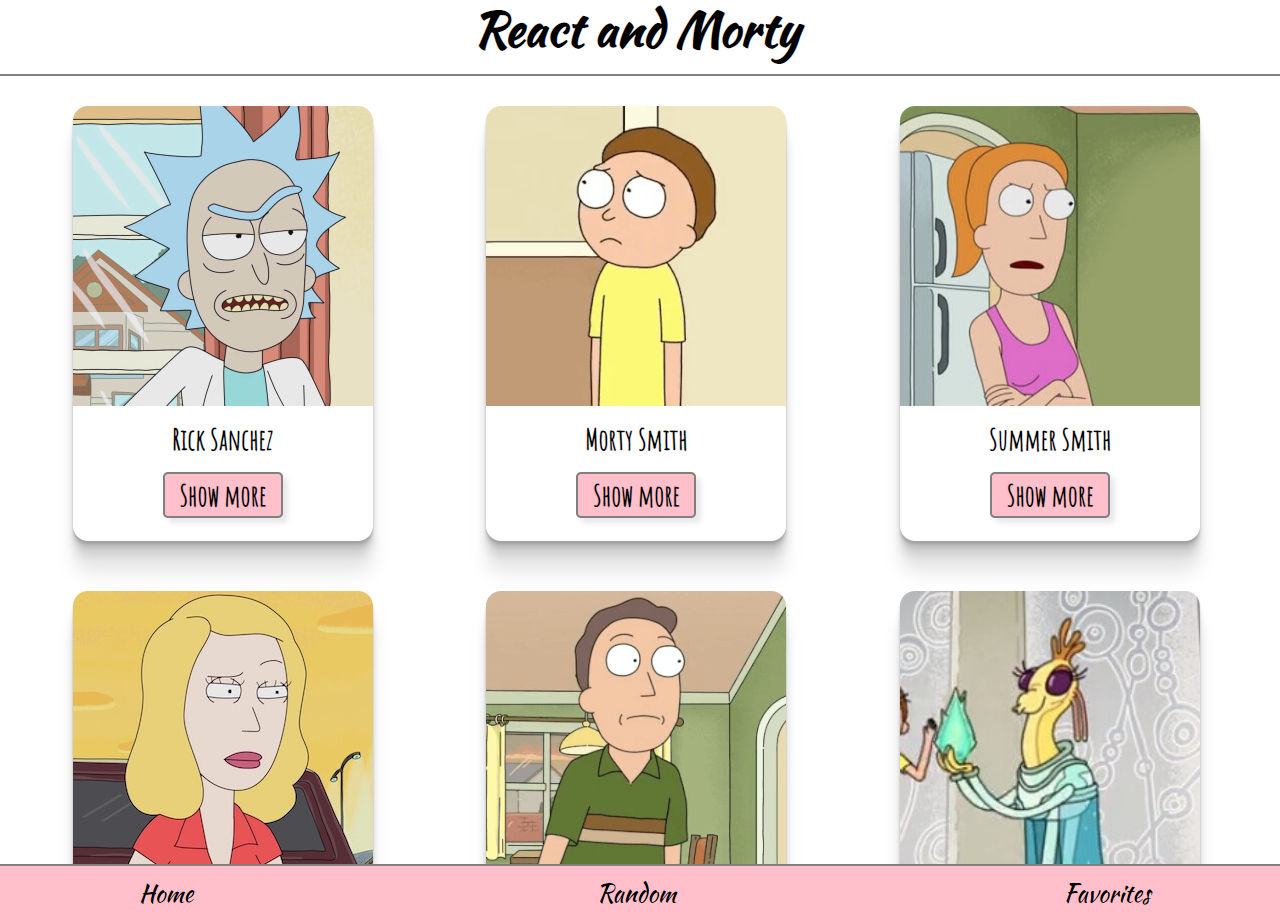 React and Morty
Rick Sanchez
Morty Smith
Summer Smith
Show more
Show more
Show more
Home
Random
Favorites